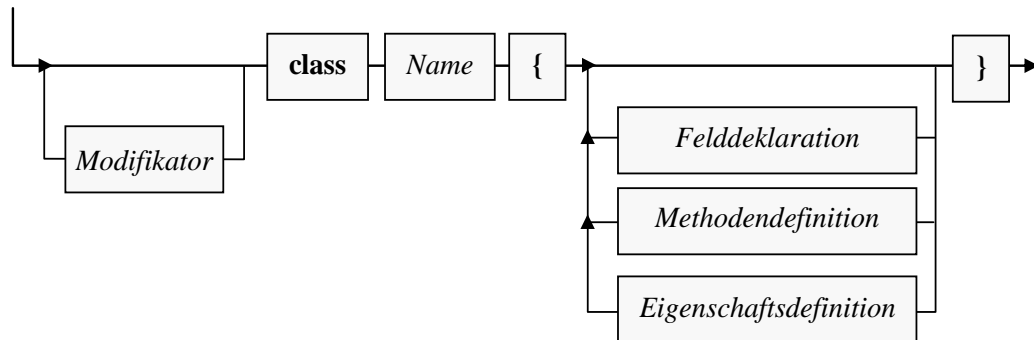 class Name { }
Modifikator
Felddeklaration
Methodendefinition
Eigenschaftsdefinition